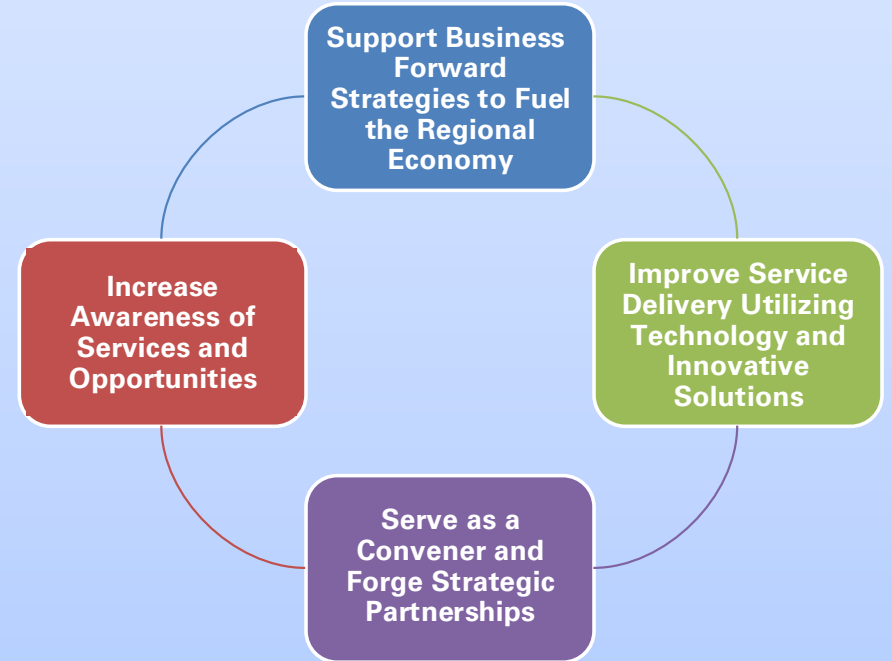 Support Business
Forward
Strategies to Fuel
the Regional
Economy
Increase
Awareness of
Services and
Opportunities
Improve Service
Delivery Utilizing
Technology and
Innovative
Solutions
Serve as a
Convener and
Forge Strategic
Partnerships